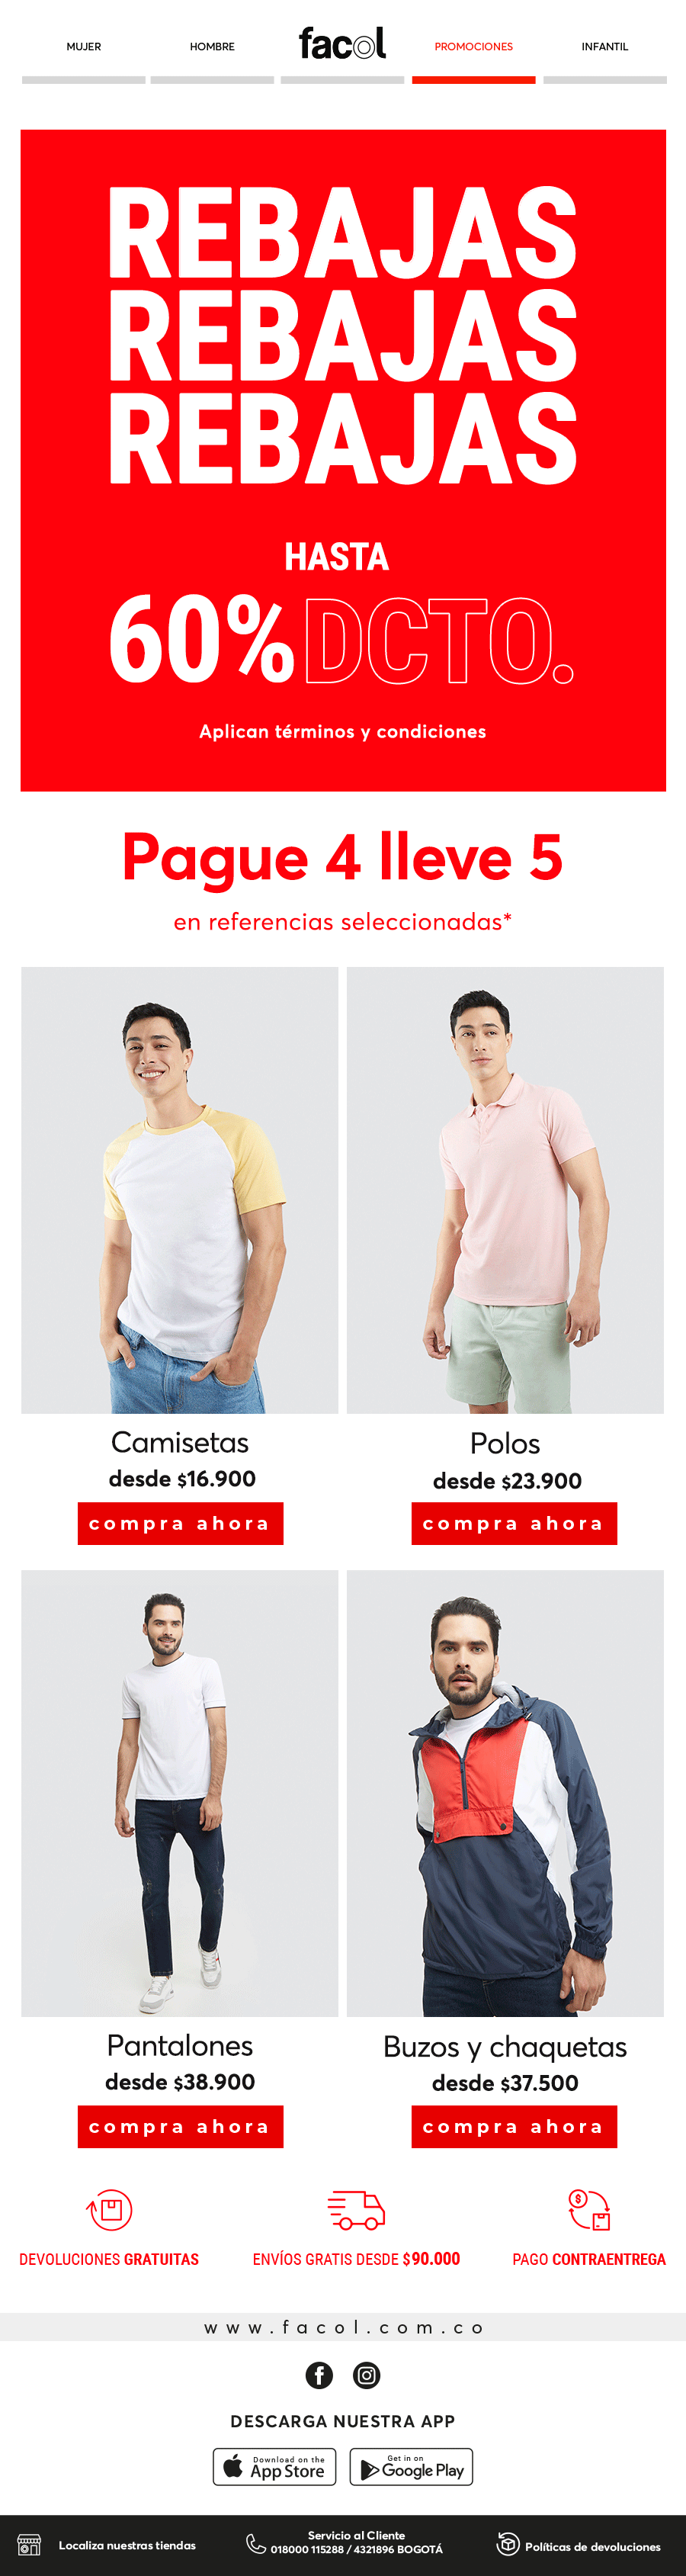 MUJER
HOMBRE
facol
PROMOCIONES
INFANTIL
REBAJAS
REBAJAS
REBAJAS
HASTA
60% DCTO.
Aplican términos y condiciones
Pague 4 lleve 5
en referencias seleccionadas*
Camisetas
desde $16.900
compra ahora
Polos
desde $23.900
compra ahora
Pantalones
desde $38.900
compra ahora
Buzos y chaquetas
desde $37.500
compra ahora
DEVOLUCIONES GRATUITAS
ENVÍOS GRATIS DESDE $90.000
$
PAGO CONTRAENTREGA
www.facol.com.co
DESCARGA NUESTRA APP
Download on the
App Store
Get in on
Google Play
Localiza nuestras tiendas
Servicio al Cliente
018000 115288 / 4321896 BOGOTÁ
Políticas de devoluciones